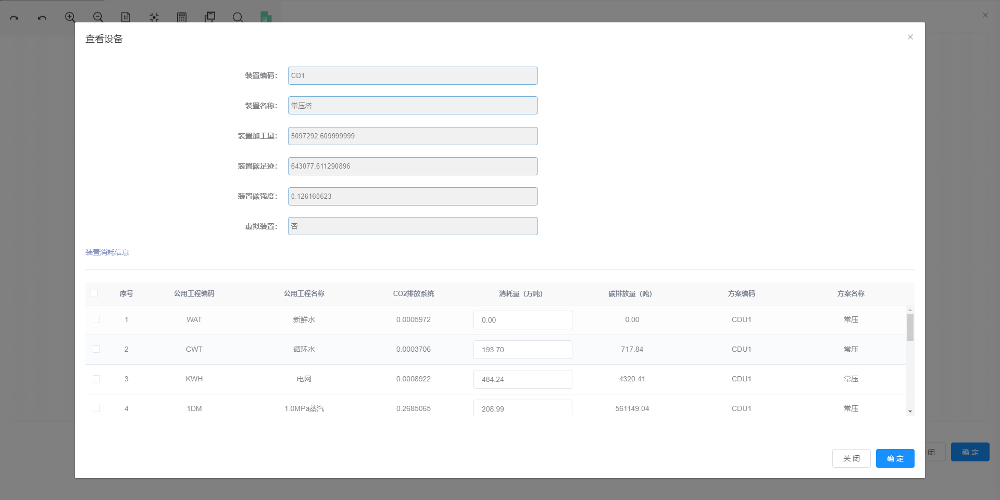 查看设备
装置编码： CD1
装置名称： 常压塔
装置加工量： 5097292.609999999
装置碳足迹： 643077.611290896
装置碳强度： 0.126160623
虚拟装置： 否
装置消耗信息
序号 公用工程编码 公用工程名称 CO2排放系统 消耗量（万吨） 碳排放量（吨） 方案编码 方案名称
1 WAT 新鲜水 0.0005972 0.00 0.00 CDU1 常压
2 CWT 循环水 0.0003706 193.70 717.84 CDU1 常压
3 KWH 电网 0.0008922 484.24 4320.41 CDU1 常压
4 1DM 1.0MPa蒸汽 0.2685065 208.99 561149.04 CDU1 常压
闭 确 定
关 闭 确 定